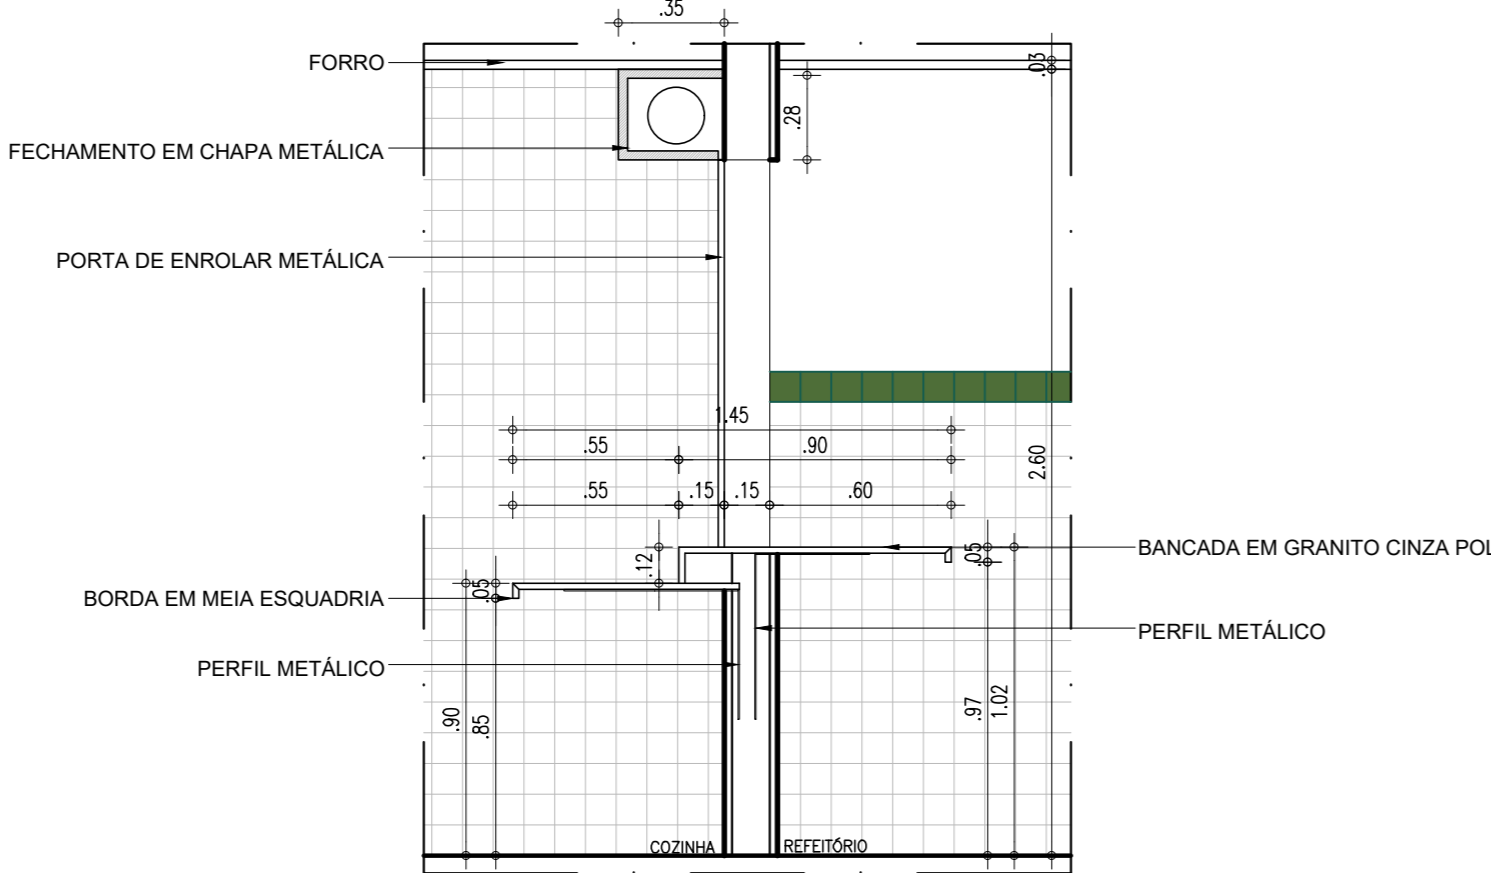 .35
FORRO
.03
.28
FECHAMENTO EM CHAPA METÁLICA
PORTA DE ENROLAR METÁLICA
1.45
.55 .90
2.60
.55 .15 .15 .60
.12
.05
BANCADA EM GRANITO CINZA POL
.05
BORDA EM MEIA ESQUADRIA
PERFIL METÁLICO
PERFIL METÁLICO
.90
.85
.97
1.02
COZINHA
REFEITÓRIO